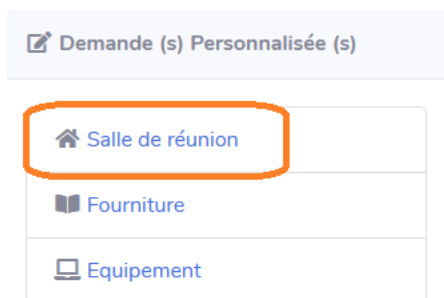 Demande (s) Personnalisée (s)
Salle de réunion
Fourniture
Equipement